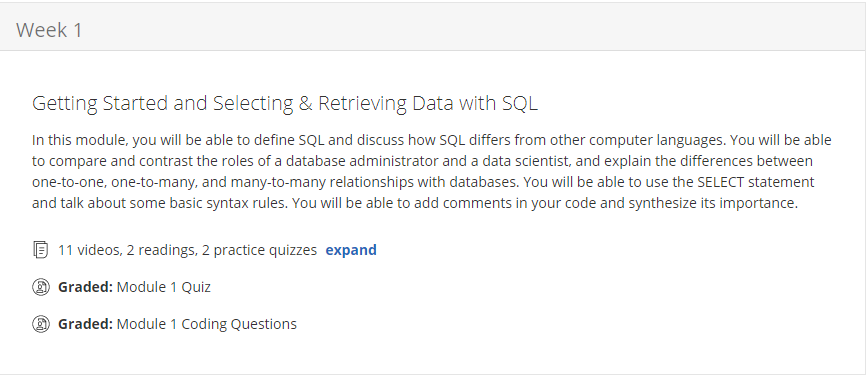 Week 1
Getting Started and Selecting & Retrieving Data with SQL
In this module, you will be able to define SQL and discuss how SQL differs from other computer languages. You will be able
to compare and contrast the roles of a database administrator and a data scientist, and explain the differences between
one-to-one, one-to-many, and many-to-many relationships with databases. You will be able to use the SELECT statement
and talk about some basic syntax rules. You will be able to add comments in your code and synthesize its importance.
11 videos, 2 readings, 2 practice quizzes expand
Graded: Module 1 Quiz
Graded: Module 1 Coding Questions